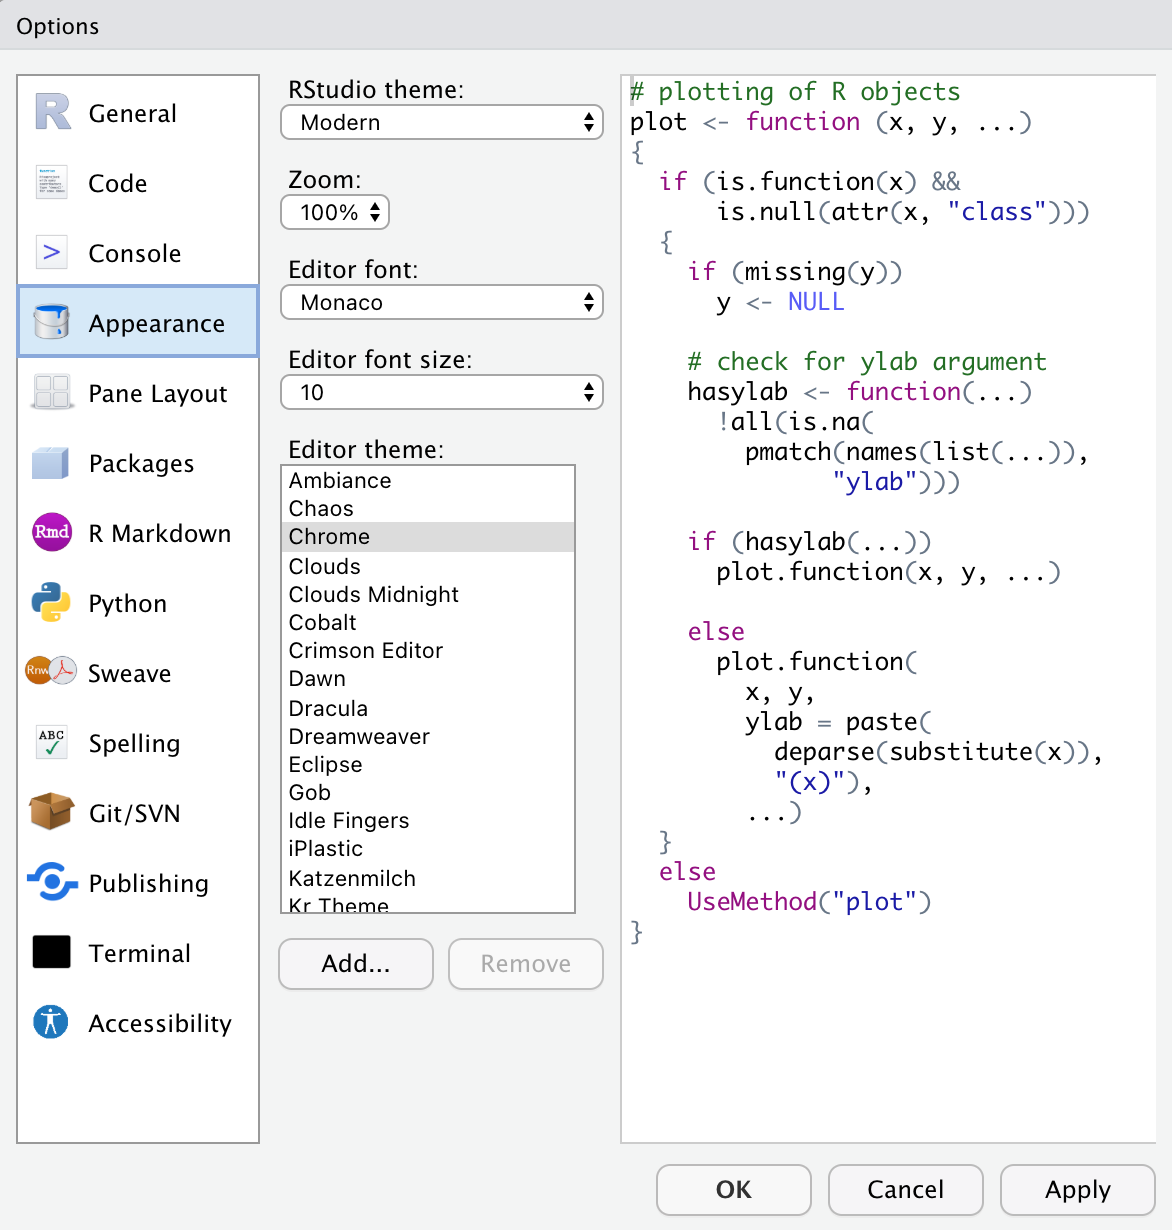 Options
General
Code
Console
Appearance
Pane Layout
Packages
Rmd
R Markdown
Python
Rnw
Sweave
ABC
Spelling
Git/SVN
Publishing
Terminal
Accessibility
RStudio theme:
Modern
Zoom:
100%
Editor font:
Monaco
Editor font size:
10
Editor theme:
Ambiance
Chaos
Chrome
Clouds
Clouds Midnight
Cobalt
Crimson Editor
Dawn
Dracula
Dreamweaver
Eclipse
Gob
Idle Fingers
iPlastic
Katzenmilch
Kr Theme
Add...
Remove
# plotting of R objects
plot <- function (x, y, ...)
{
  if (is.function(x) &&
      is.null(attr(x, "class")))
  {
    if (missing(y))
      y <- NULL
    # check for ylab argument
    hasylab <- function(...)
      !all(is.na(
        pmatch(names(list(...)),
              "ylab")))
    if (hasylab(...))
      plot.function(x, y, ...)
    else
      plot.function(
        x, y,
        ylab = paste(
          deparse(substitute(x)),
          "(x)"),
        ...)
  }
  else
    UseMethod("plot")
}
OK
Cancel
Apply